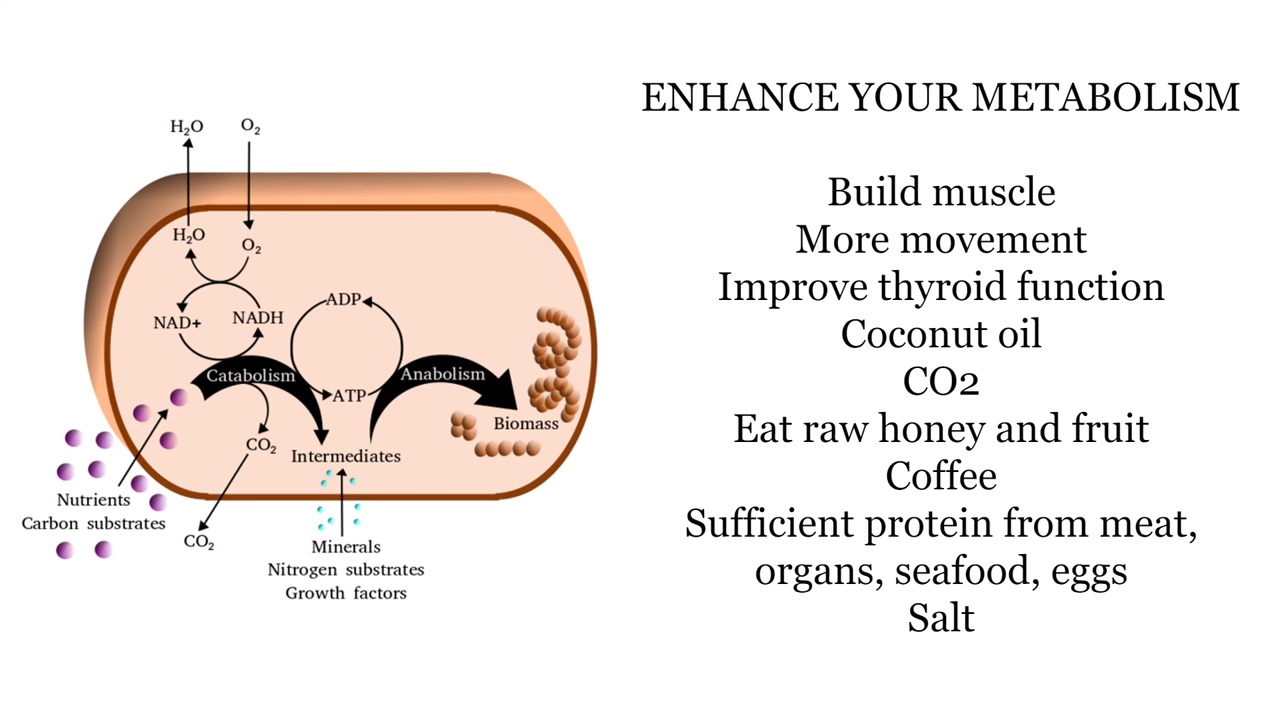 H₂O
O₂
H₂O
O₂
NAD+
NADH
ADP
Catabolism
ATP
Anabolism
Biomass
CO₂
Intermediates
Nutrients
Carbon substrates
CO₂
Minerals
Nitrogen substrates
Growth factors
ENHANCE YOUR METABOLISM
Build muscle
More movement
Improve thyroid function
Coconut oil
CO2
Eat raw honey and fruit
Coffee
Sufficient protein from meat,
organs, seafood, eggs
Salt